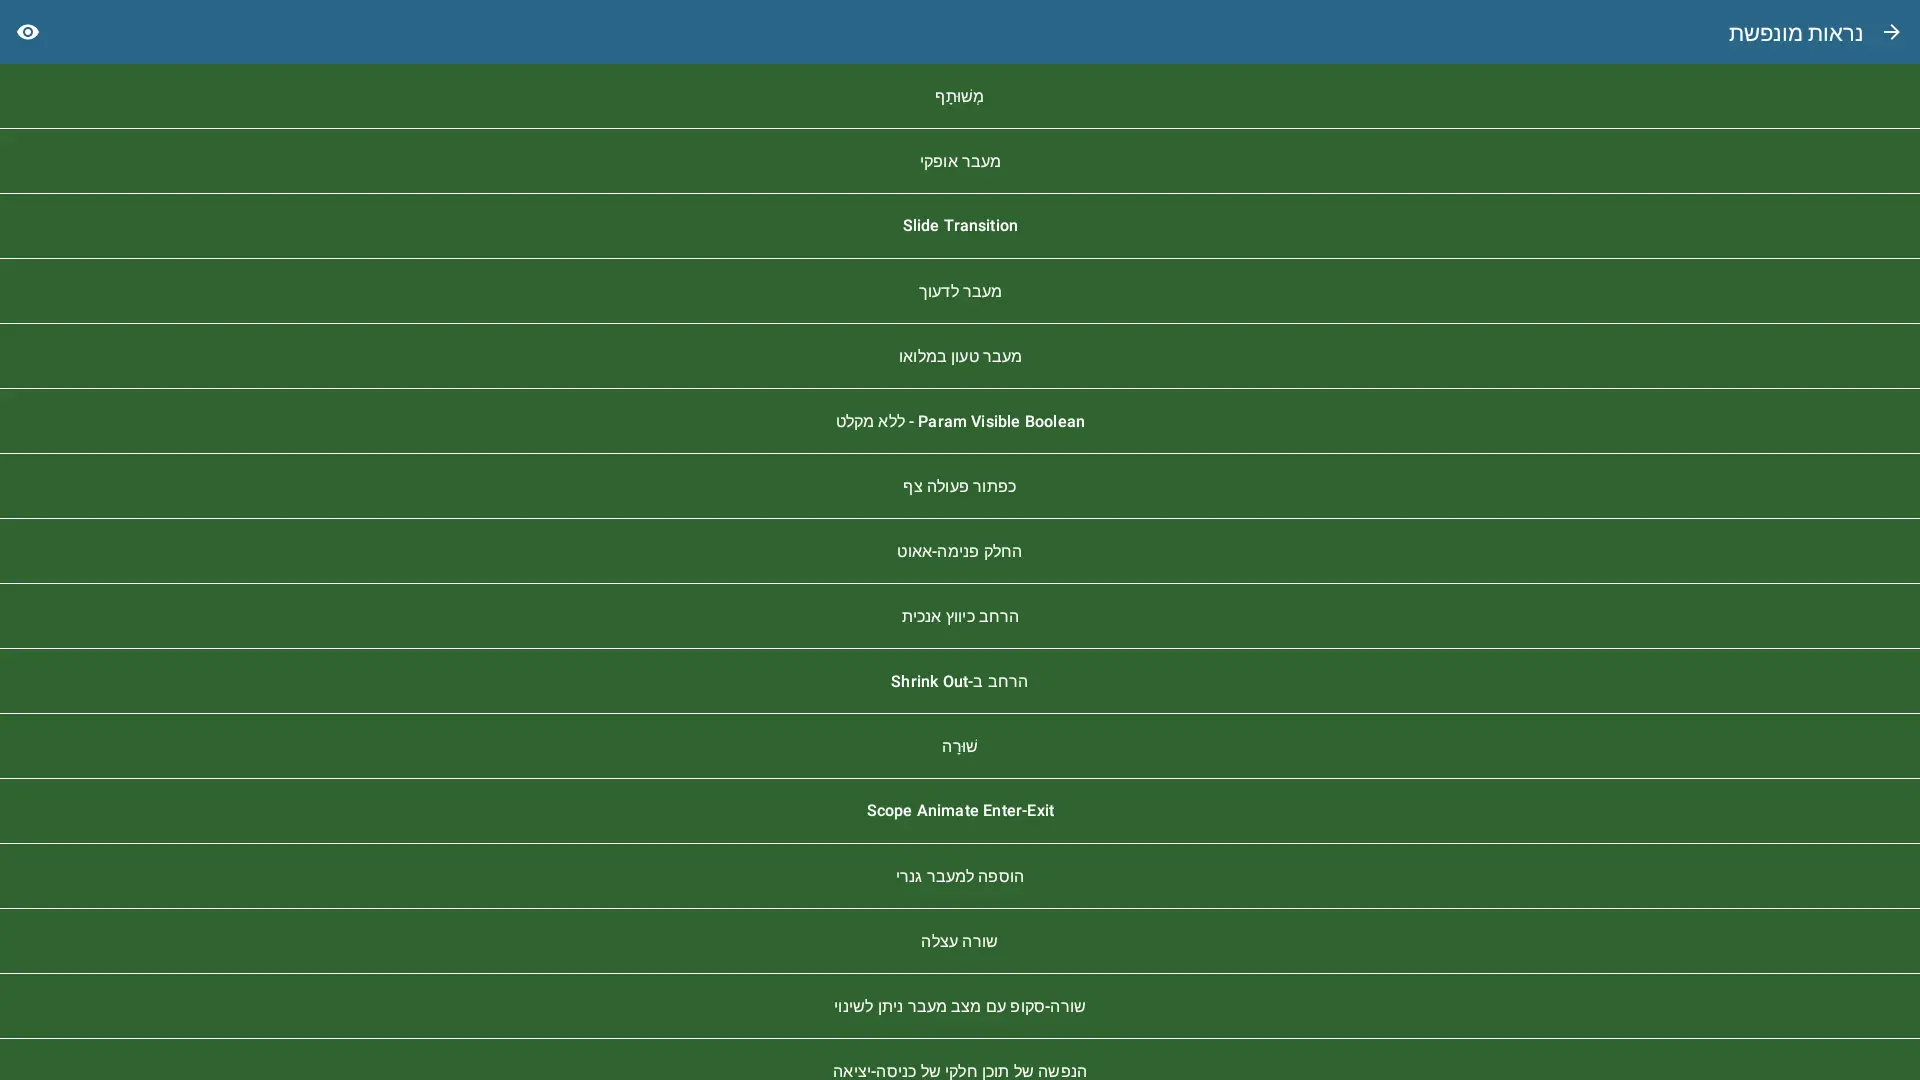 נראות מונפשת
מְשׁוּתָף
מעבר אופקי
Slide Transition
מעבר לדעוך
מעבר טעון במלואו
Param Visible Boolean - ללא מקלט
כפתור פעולה צף
החלק פנימה-אאוט
הרחב כיווץ אנכית
הרחב ב-Shrink Out
שׁוּרָה
Scope Animate Enter-Exit
הוספה למעבר גנרי
שורה עצלה
שורה-סקופ עם מצב מעבר ניתן לשינוי
הנפשה של תוכן חלקי של כניסה-יציאה